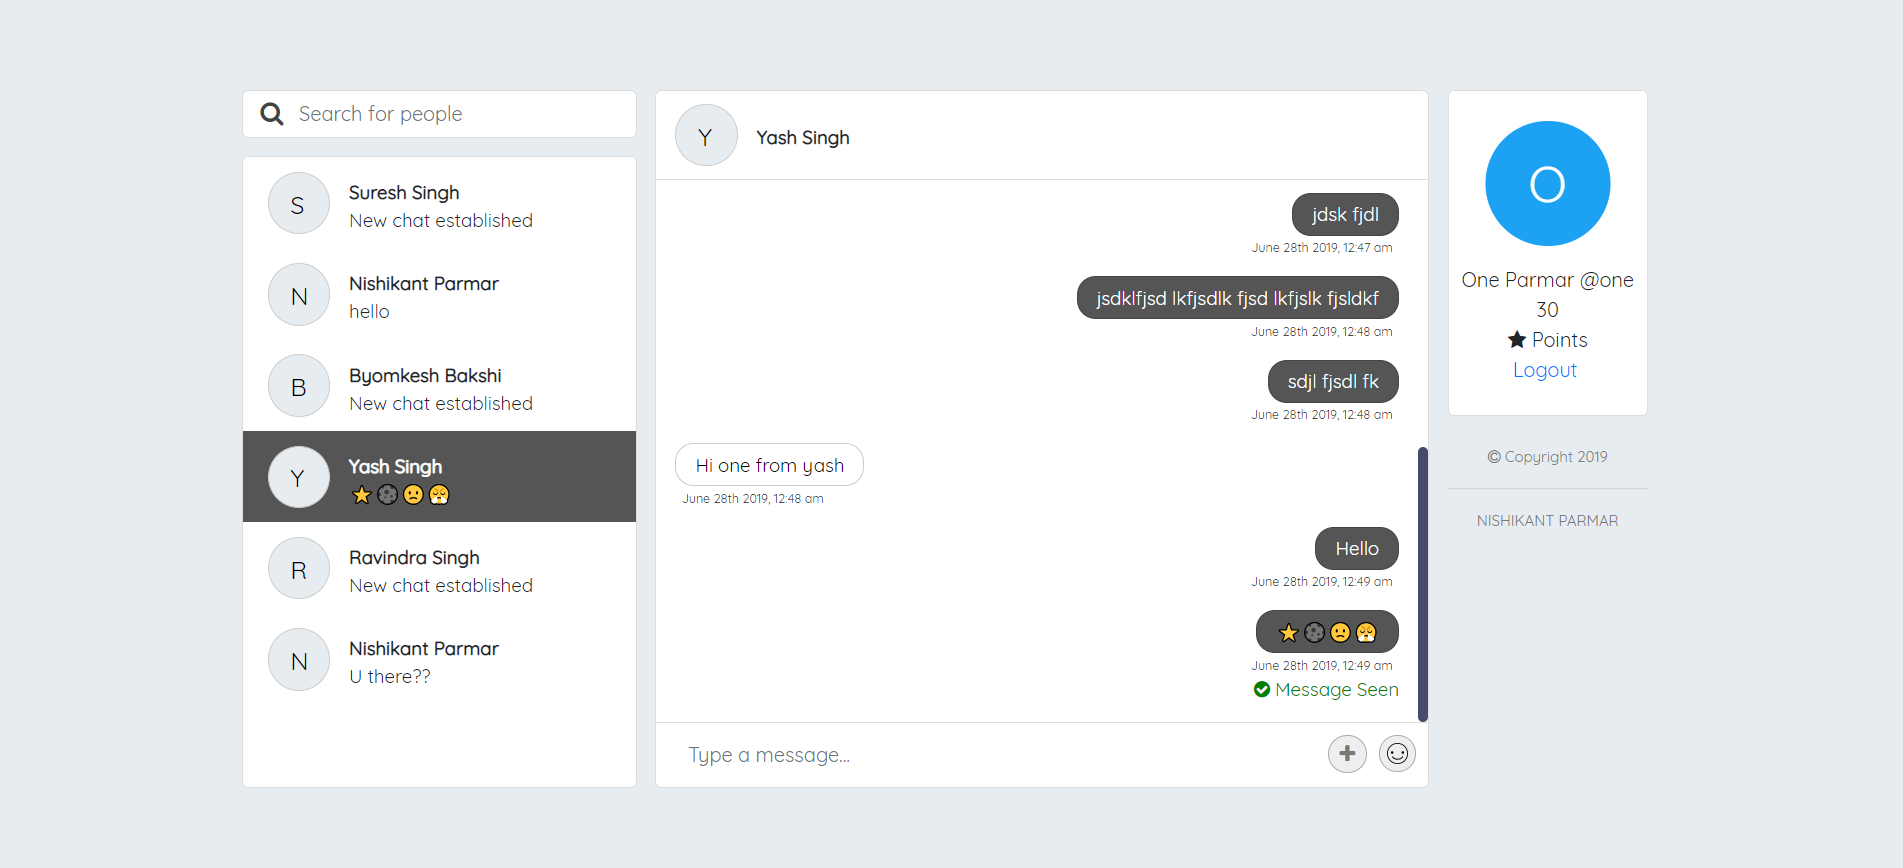 Search for people
S
Suresh Singh
New chat established
N
Nishikant Parmar
hello
B
Byomkesh Bakshi
New chat established
Y
Yash Singh
⭐🌑🙁😤
R
Ravindra Singh
New chat established
N
Nishikant Parmar
U there??
Y
Yash Singh
jdsk fjdl
June 28th 2019, 12:47 am
jsdklfjsd lkfjsdlk fjsd lkfjslk fjsldkf
June 28th 2019, 12:48 am
sdjl fjsdl fk
June 28th 2019, 12:48 am
Hi one from yash
June 28th 2019, 12:48 am
Hello
June 28th 2019, 12:49 am
⭐🌑🙁😤
June 28th 2019, 12:49 am
Message Seen
Type a message...
O
One Parmar @one
30
★ Points
Logout
© Copyright 2019
NISHIKANT PARMAR